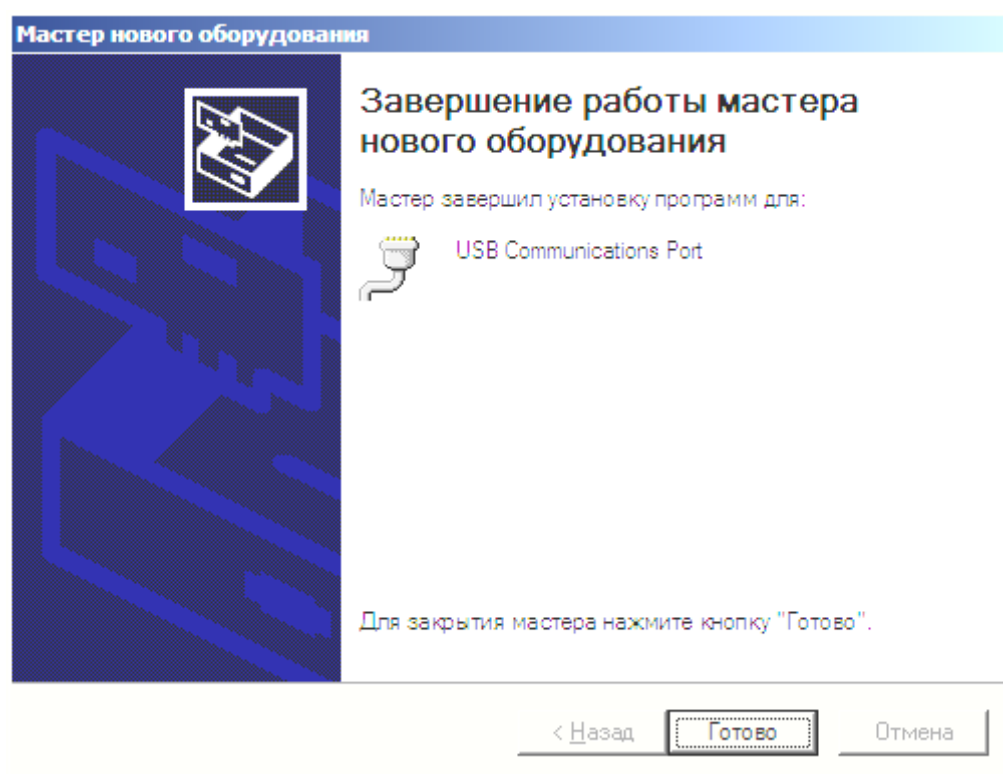 Мастер нового оборудования
Завершение работы мастера
нового оборудования
Мастер завершил установку программ для:
USB Communications Port
Для закрытия мастера нажмите кнопку "Готово".
< Назад
Готово
Отмена